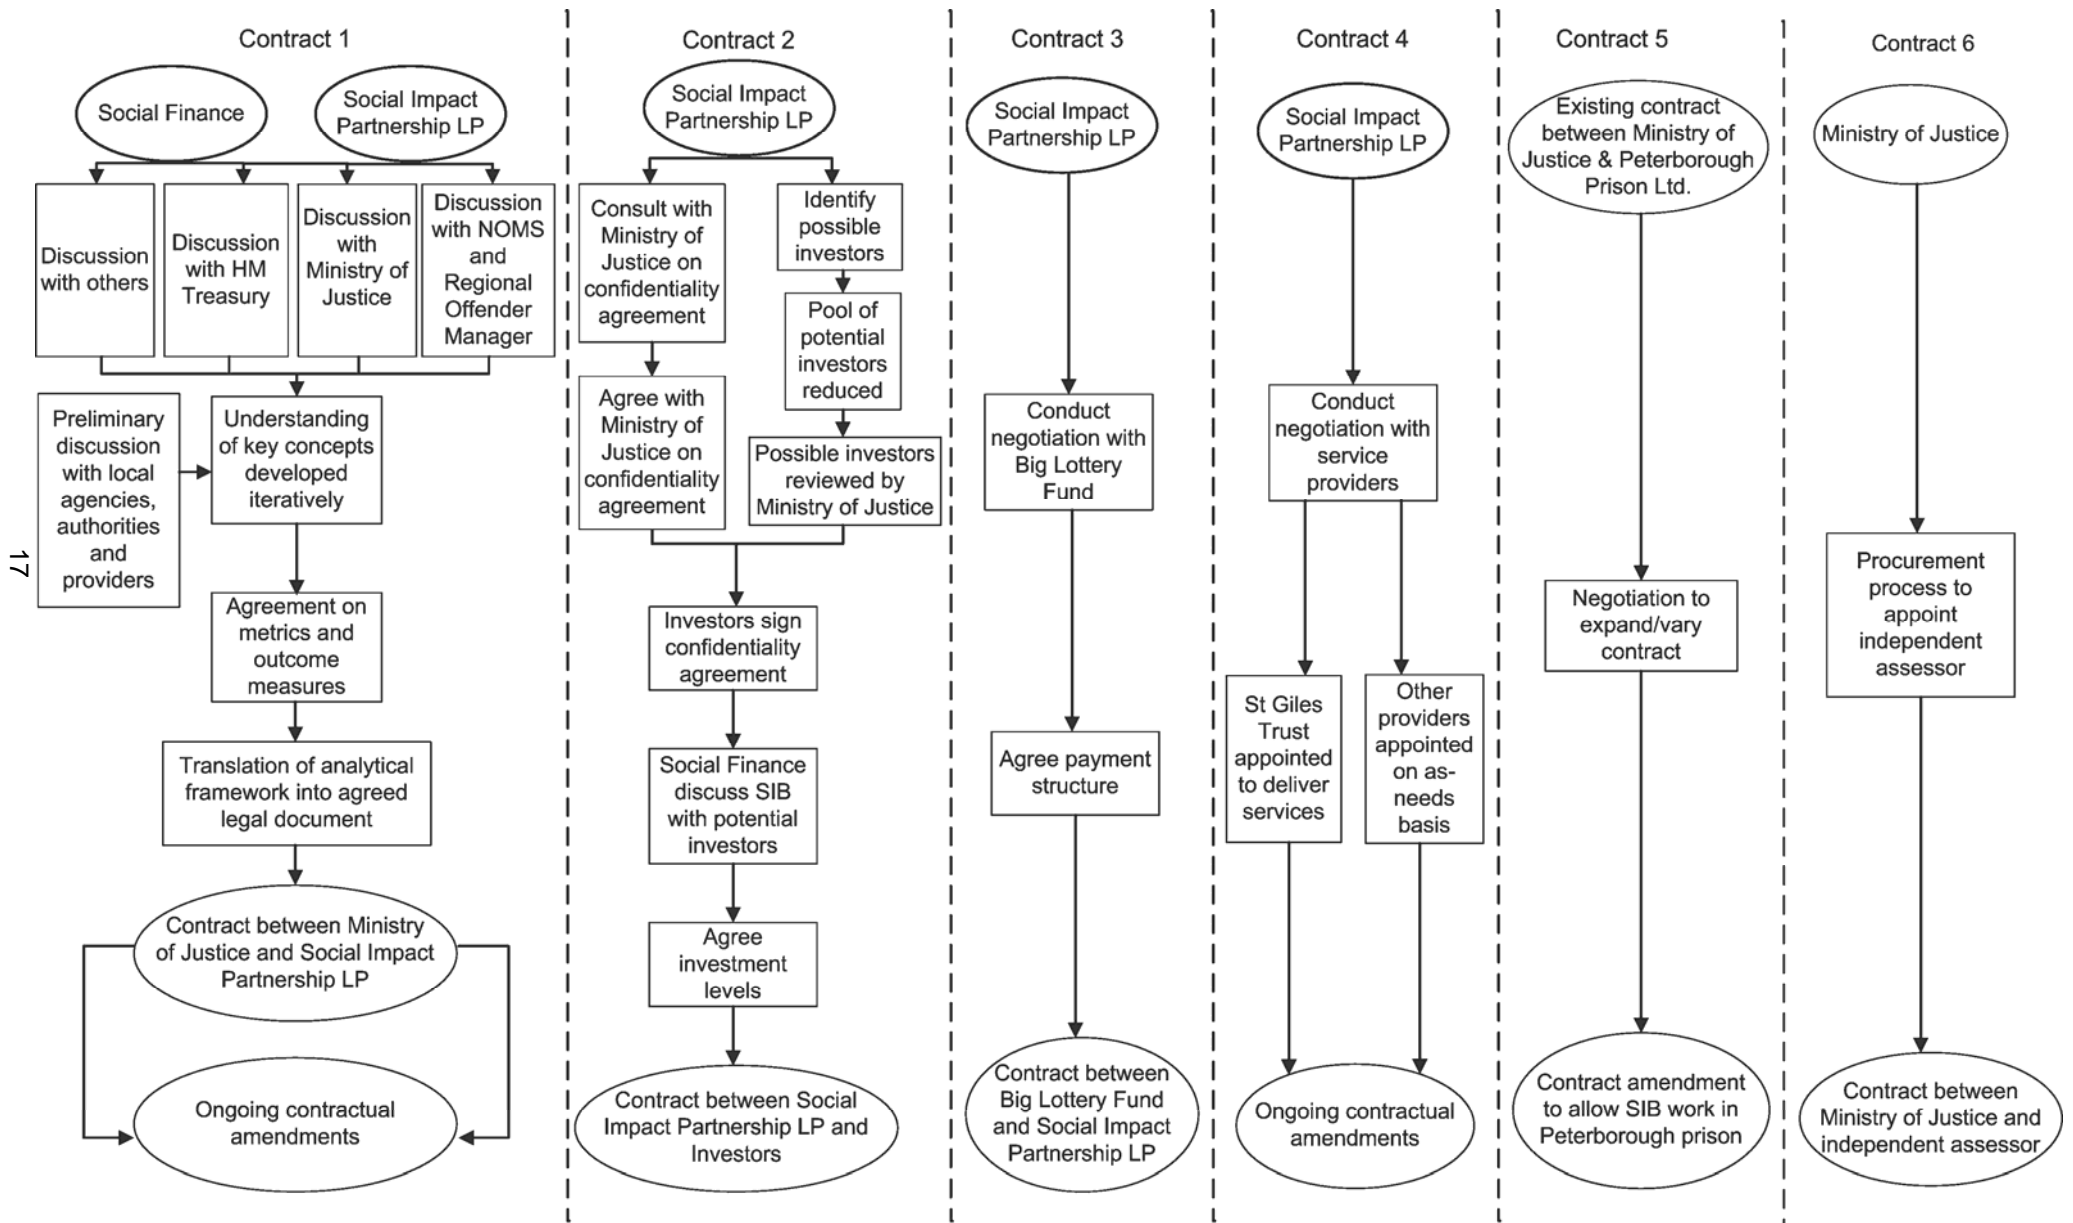 Contract 1
Social Finance
Social Impact
Partnership LP
Discussion
with others
Discussion
with HM
Treasury
Discussion
with
Ministry of
Justice
Discussion
with NOMS
and
Regional
Offender
Manager
Preliminary
discussion
with local
agencies,
authorities
and
providers
Understanding
of key concepts
developed
iteratively
Agreement on
metrics and
outcome
measures
Translation of analytical
framework into agreed
legal document
Contract between Ministry
of Justice and Social Impact
Partnership LP
Ongoing contractual
amendments
Contract 2
Social Impact
Partnership LP
Consult with
Ministry of
Justice on
confidentiality
agreement
Agree with
Ministry of
Justice on
confidentiality
agreement
Identify
possible
investors
Pool of
potential
investors
reduced
Possible investors
reviewed by
Ministry of Justice
Investors sign
confidentiality
agreement
Social Finance
discuss SIB
with potential
investors
Agree
investment
levels
Contract between Social
Impact Partnership LP and
Investors
Contract 3
Social Impact
Partnership LP
Conduct
negotiation with
Big Lottery
Fund
Agree payment
structure
Contract between
Big Lottery Fund
and Social Impact
Partnership LP
Contract 4
Social Impact
Partnership LP
Conduct
negotiation with
service
providers
St Giles
Trust
appointed
to deliver
services
Other
providers
appointed
on as-
needs
basis
Ongoing contractual
amendments
Contract 5
Existing contract
between Ministry of
Justice & Peterborough
Prison Ltd.
Negotiation to
expand/vary
contract
Contract amendment
to allow SIB work in
Peterborough prison
Contract 6
Ministry of Justice
Procurement
process to
appoint
independent
assessor
Contract between
Ministry of Justice and
independent assessor
17